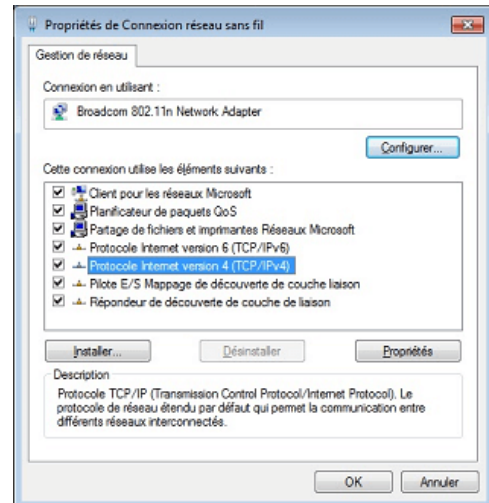 Propriétés de Connexion réseau sans fil
Gestion de réseau
Connexion en utilisant :
Broadcom 802.11n Network Adapter
Configurer...
Cette connexion utilise les éléments suivants :
Client pour les réseaux Microsoft
Planificateur de paquets QoS
Partage de fichiers et imprimantes Réseaux Microsoft
Protocole Internet version 6 (TCP/IPv6)
Protocole Internet version 4 (TCP/IPv4)
Pilote E/S Mappage de découverte de couche liaison
Répondeur de découverte de couche de liaison
Installer... Désinstaller Propriétés
Description
Protocole TCP/IP (Transmission Control Protocol/Internet Protocol). Le
protocole de réseau étendu par défaut qui permet la communication entre
différents réseaux interconnectés.
OK Annuler